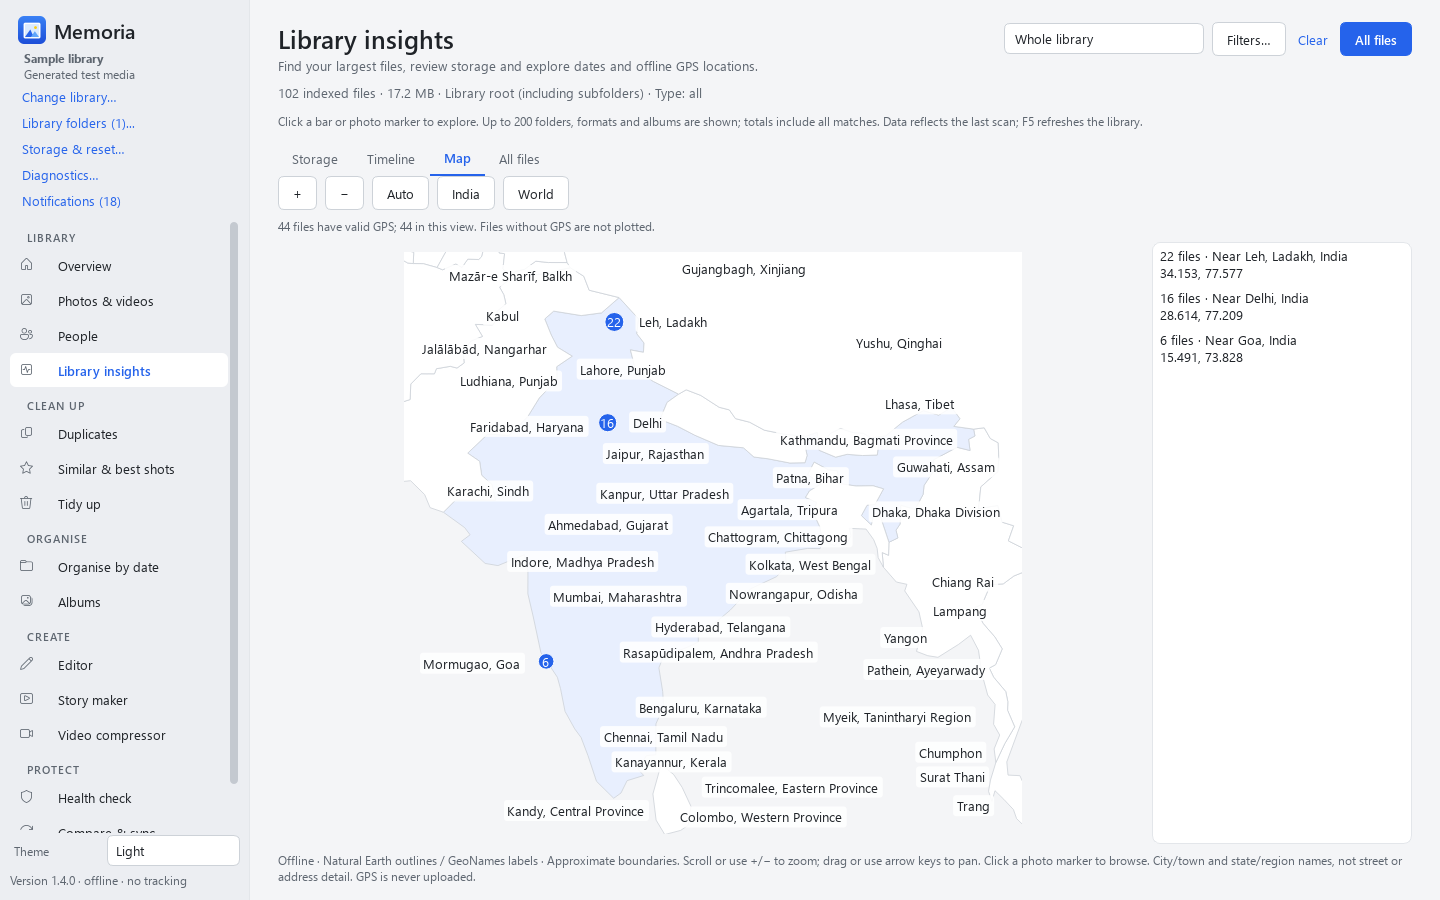 Memoria
Sample library
Generated test media
Change library...
Library folders (1)...
Storage & reset...
Diagnostics...
Notifications (18)
LIBRARY
Overview
Photos & videos
People
Library insights
CLEAN UP
Duplicates
Similar & best shots
Tidy up
ORGANISE
Organise by date
Albums
CREATE
Editor
Story maker
Video compressor
PROTECT
Health check
Compare & sync
Theme
Light
Version 1.4.0 · offline · no tracking
Library insights
Whole library
Filters...
Clear
All files
Find your largest files, review storage and explore dates and offline GPS locations.
102 indexed files · 17.2 MB · Library root (including subfolders) · Type: all
Click a bar or photo marker to explore. Up to 200 folders, formats and albums are shown; totals include all matches. Data reflects the last scan; F5 refreshes the library.
Storage
Timeline
Map
All files
+
−
Auto
India
World
44 files have valid GPS; 44 in this view. Files without GPS are not plotted.
Mazār-e Sharīf, Balkh
Gujangbagh, Xinjiang
Kabul
22
Leh, Ladakh
Jalālābād, Nangarhar
Yushu, Qinghai
Lahore, Punjab
Ludhiana, Punjab
Lhasa, Tibet
Faridabad, Haryana
16
Delhi
Kathmandu, Bagmati Province
Jaipur, Rajasthan
Guwahati, Assam
Patna, Bihar
Karachi, Sindh
Kanpur, Uttar Pradesh
Agartala, Tripura
Dhaka, Dhaka Division
Ahmedabad, Gujarat
Chattogram, Chittagong
Indore, Madhya Pradesh
Kolkata, West Bengal
Chiang Rai
Mumbai, Maharashtra
Nowrangapur, Odisha
Lampang
Hyderabad, Telangana
Yangon
Rasapūdipalem, Andhra Pradesh
Mormugao, Goa
6
Pathein, Ayeyarwady
Bengaluru, Karnataka
Myeik, Tanintharyi Region
Chennai, Tamil Nadu
Chumphon
Kanayannur, Kerala
Surat Thani
Trincomalee, Eastern Province
Trang
Kandy, Central Province
Colombo, Western Province
22 files · Near Leh, Ladakh, India
34.153, 77.577
16 files · Near Delhi, India
28.614, 77.209
6 files · Near Goa, India
15.491, 73.828
Offline · Natural Earth outlines / GeoNames labels · Approximate boundaries. Scroll or use +/− to zoom; drag or use arrow keys to pan. Click a photo marker to browse. City/town and state/region names, not street or
address detail. GPS is never uploaded.